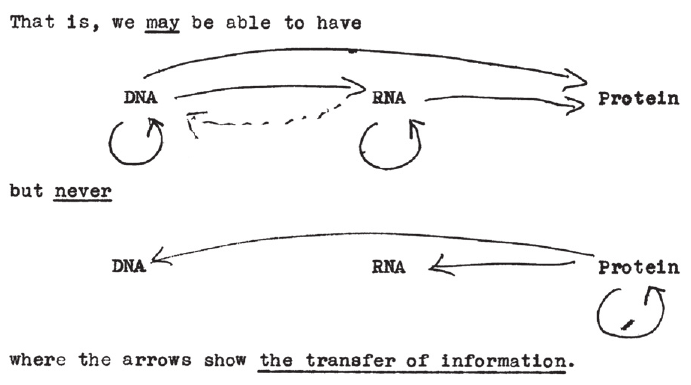 That is, we may be able to have
DNA RNA Protein
but never
DNA RNA Protein
where the arrows show the transfer of information.